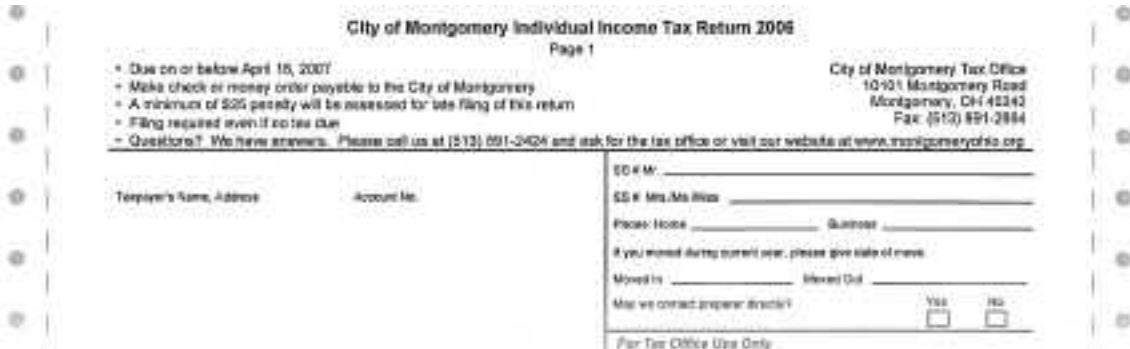 City of Montgomery Individual Income Tax Return 2006
Page 1
• Due on or before April 16, 2007
• Make check or money order payable to the City of Montgomery
• A minimum of $25 penalty will be assessed for late filing of this return
• Filing required even if no tax due
• Questions? We have answers. Please call us at (513) 891-2424 and ask for the tax office or visit our website at www.montgomeryohio.org
City of Montgomery Tax Office
10101 Montgomery Road
Montgomery, OH 45242
Fax: (513)
Taxpayer's Name, Address Account No.
SS # Mr.
SS # Mrs./Ms./Miss
Phone: Home Business
If you moved during current year, please give date of move.
Moved In Moved Out
May we contact preparer directly? Yes No
For Tax Office Use Only